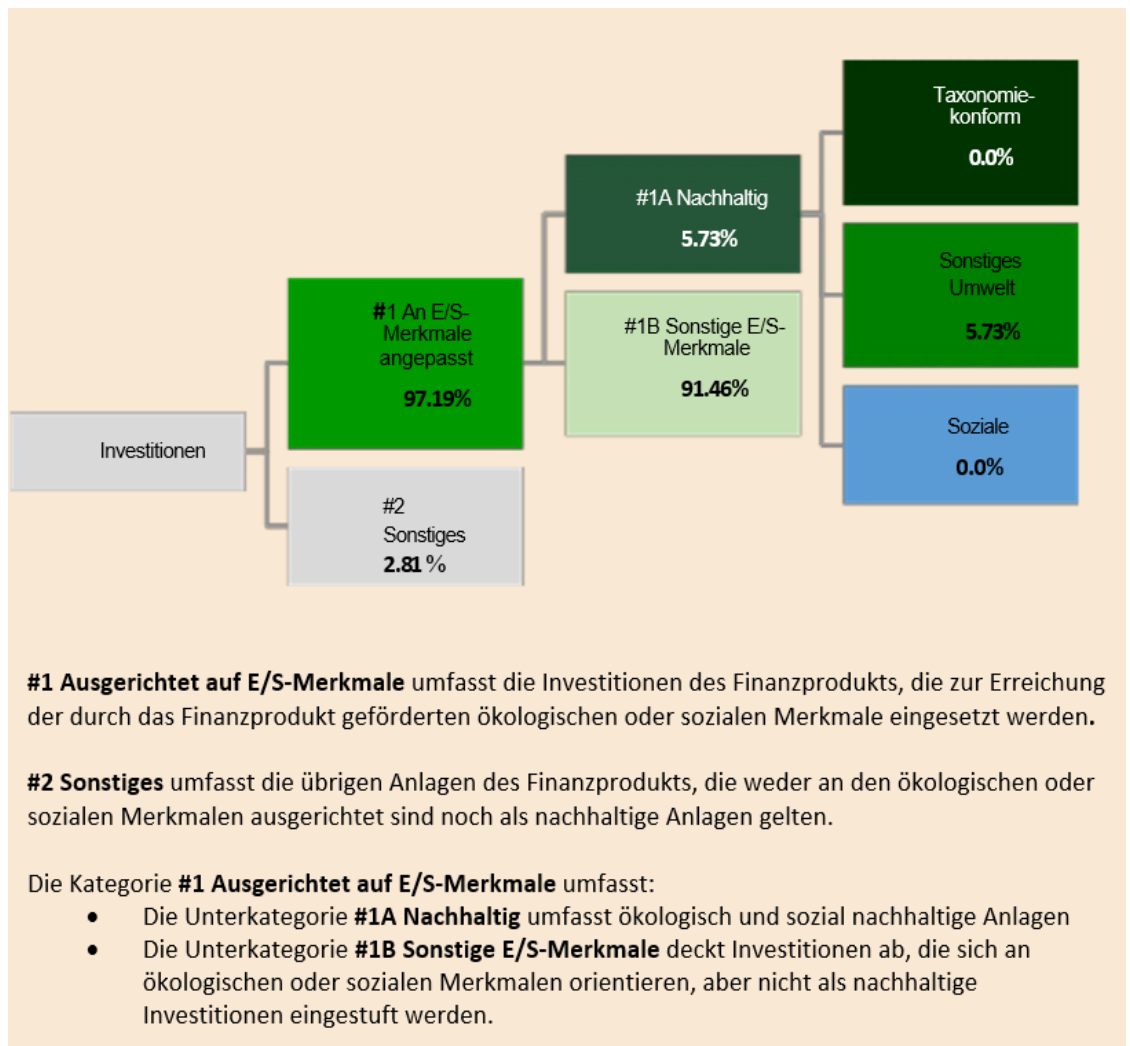 Taxonomie-
konform
0.0%
#1A Nachhaltig
5.73%
Sonstiges
Umwelt
5.73%
#1 An E/S-
Merkmale
angepasst
97.19%
#1B Sonstige E/S-
Merkmale
91.46%
Soziale
0.0%
Investitionen
#2
Sonstiges
2.81 %
#1 Ausgerichtet auf E/S-Merkmale umfasst die Investitionen des Finanzprodukts, die zur Erreichung
der durch das Finanzprodukt geförderten ökologischen oder sozialen Merkmale eingesetzt werden.
#2 Sonstiges umfasst die übrigen Anlagen des Finanzprodukts, die weder an den ökologischen oder
sozialen Merkmalen ausgerichtet sind noch als nachhaltige Anlagen gelten.
Die Kategorie #1 Ausgerichtet auf E/S-Merkmale umfasst:
• Die Unterkategorie #1A Nachhaltig umfasst ökologisch und sozial nachhaltige Anlagen
• Die Unterkategorie #1B Sonstige E/S-Merkmale deckt Investitionen ab, die sich an
ökologischen oder sozialen Merkmalen orientieren, aber nicht als nachhaltige
Investitionen eingestuft werden.